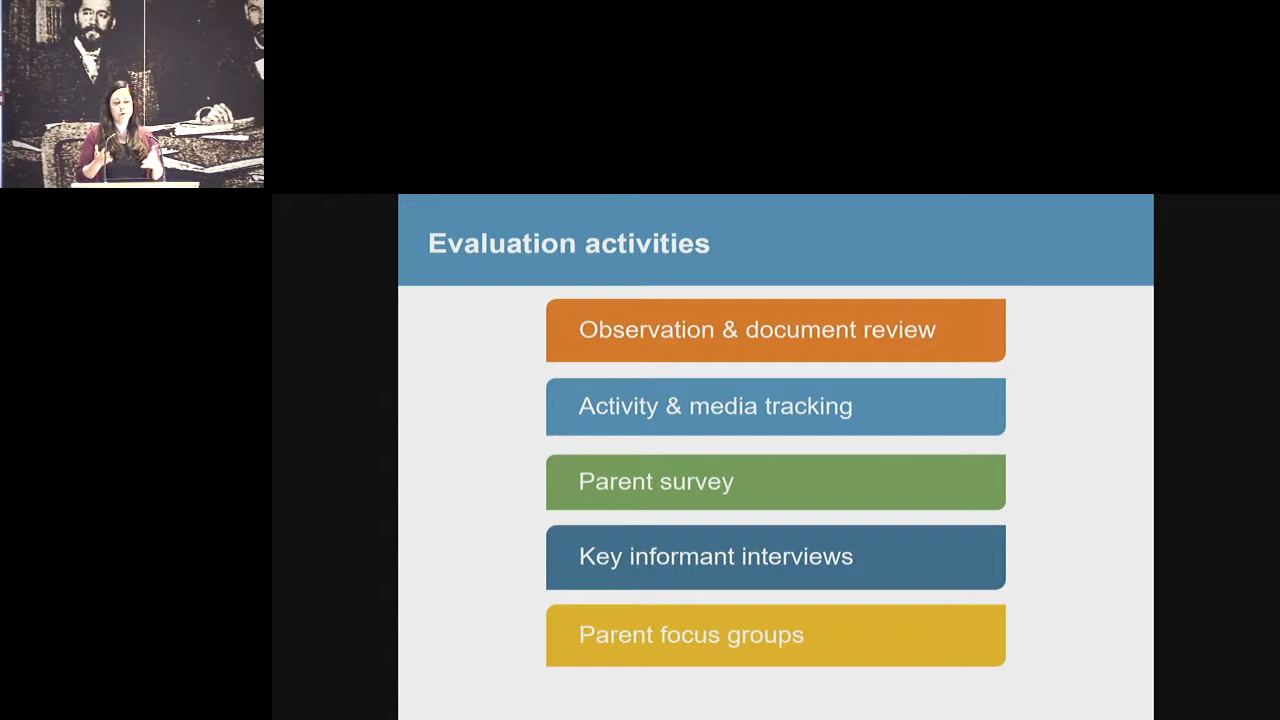 Evaluation activities
Observation & document review
Activity & media tracking
Parent survey
Key informant interviews
Parent focus groups